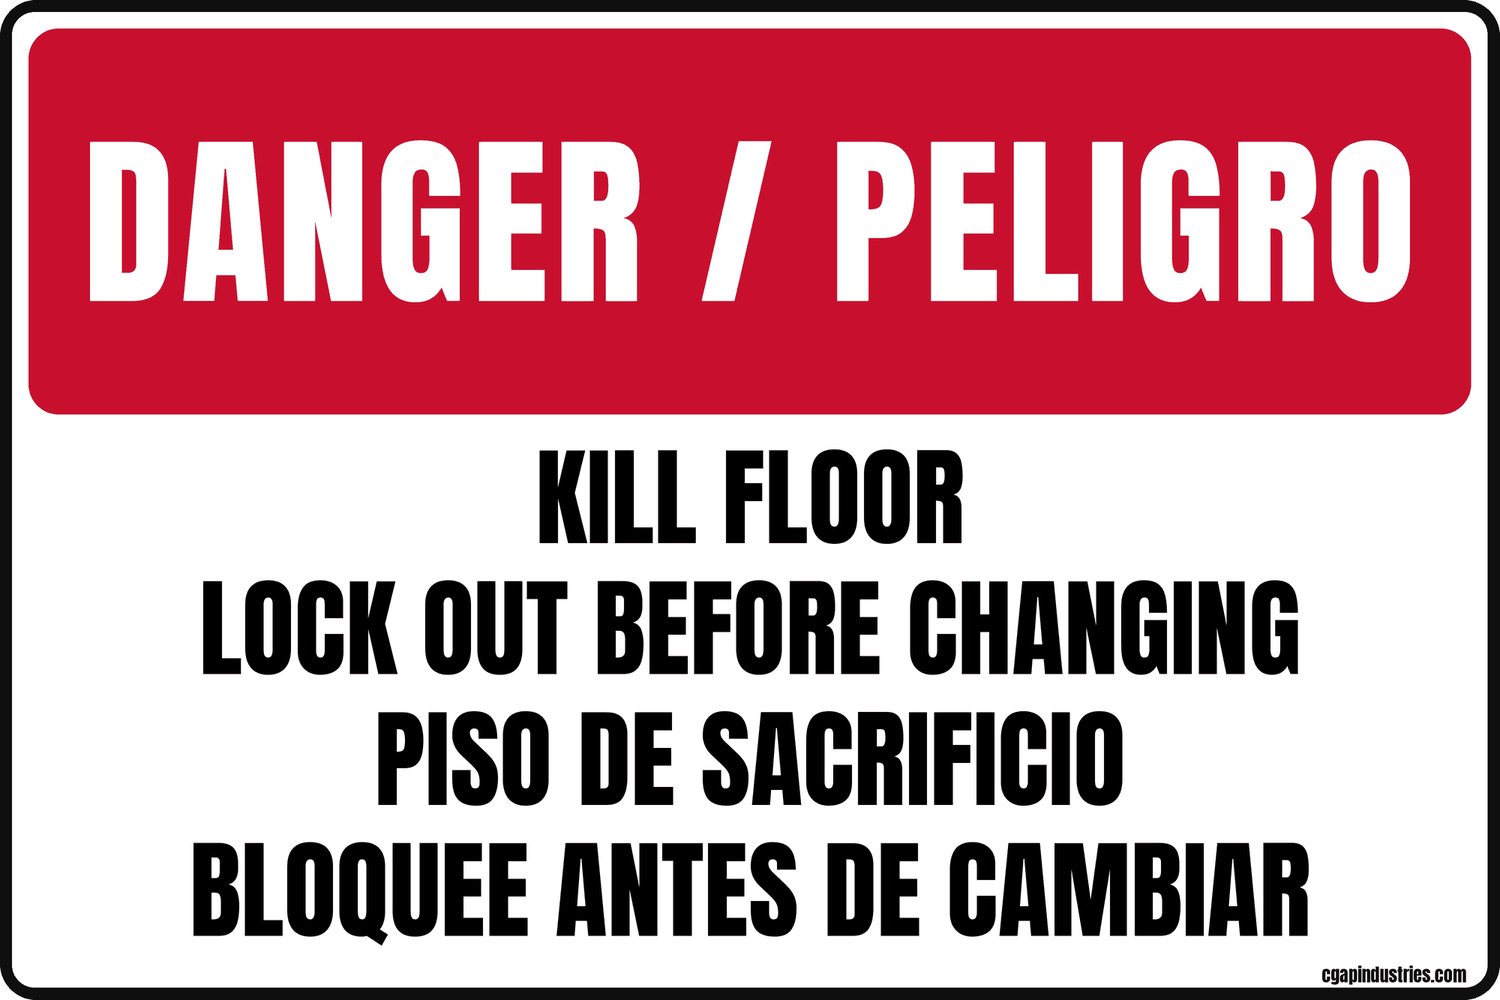 DANGER / PELIGRO
KILL FLOOR
LOCK OUT BEFORE CHANGING
PISO DE SACRIFICIO
BLOQUEE ANTES DE CAMBIAR
cgapindustries.com